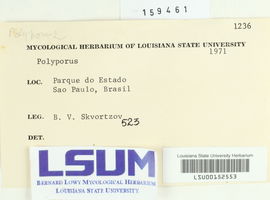 159461
1236
Polyporus
MYCOLOGICAL HERBARIUM OF LOUISIANA STATE UNIVERSITY
1971
Polyporus
LOC. Parque do Estado
Sao Paulo, Brasil
LEG. B. V. Skvortzov
523
DET.
LSUM
BERNARD LOWY MYCOLOGICAL HERBARIUM
LOUISIANA STATE UNIVERSITY
Louisiana State University Herbarium
LSU00152553